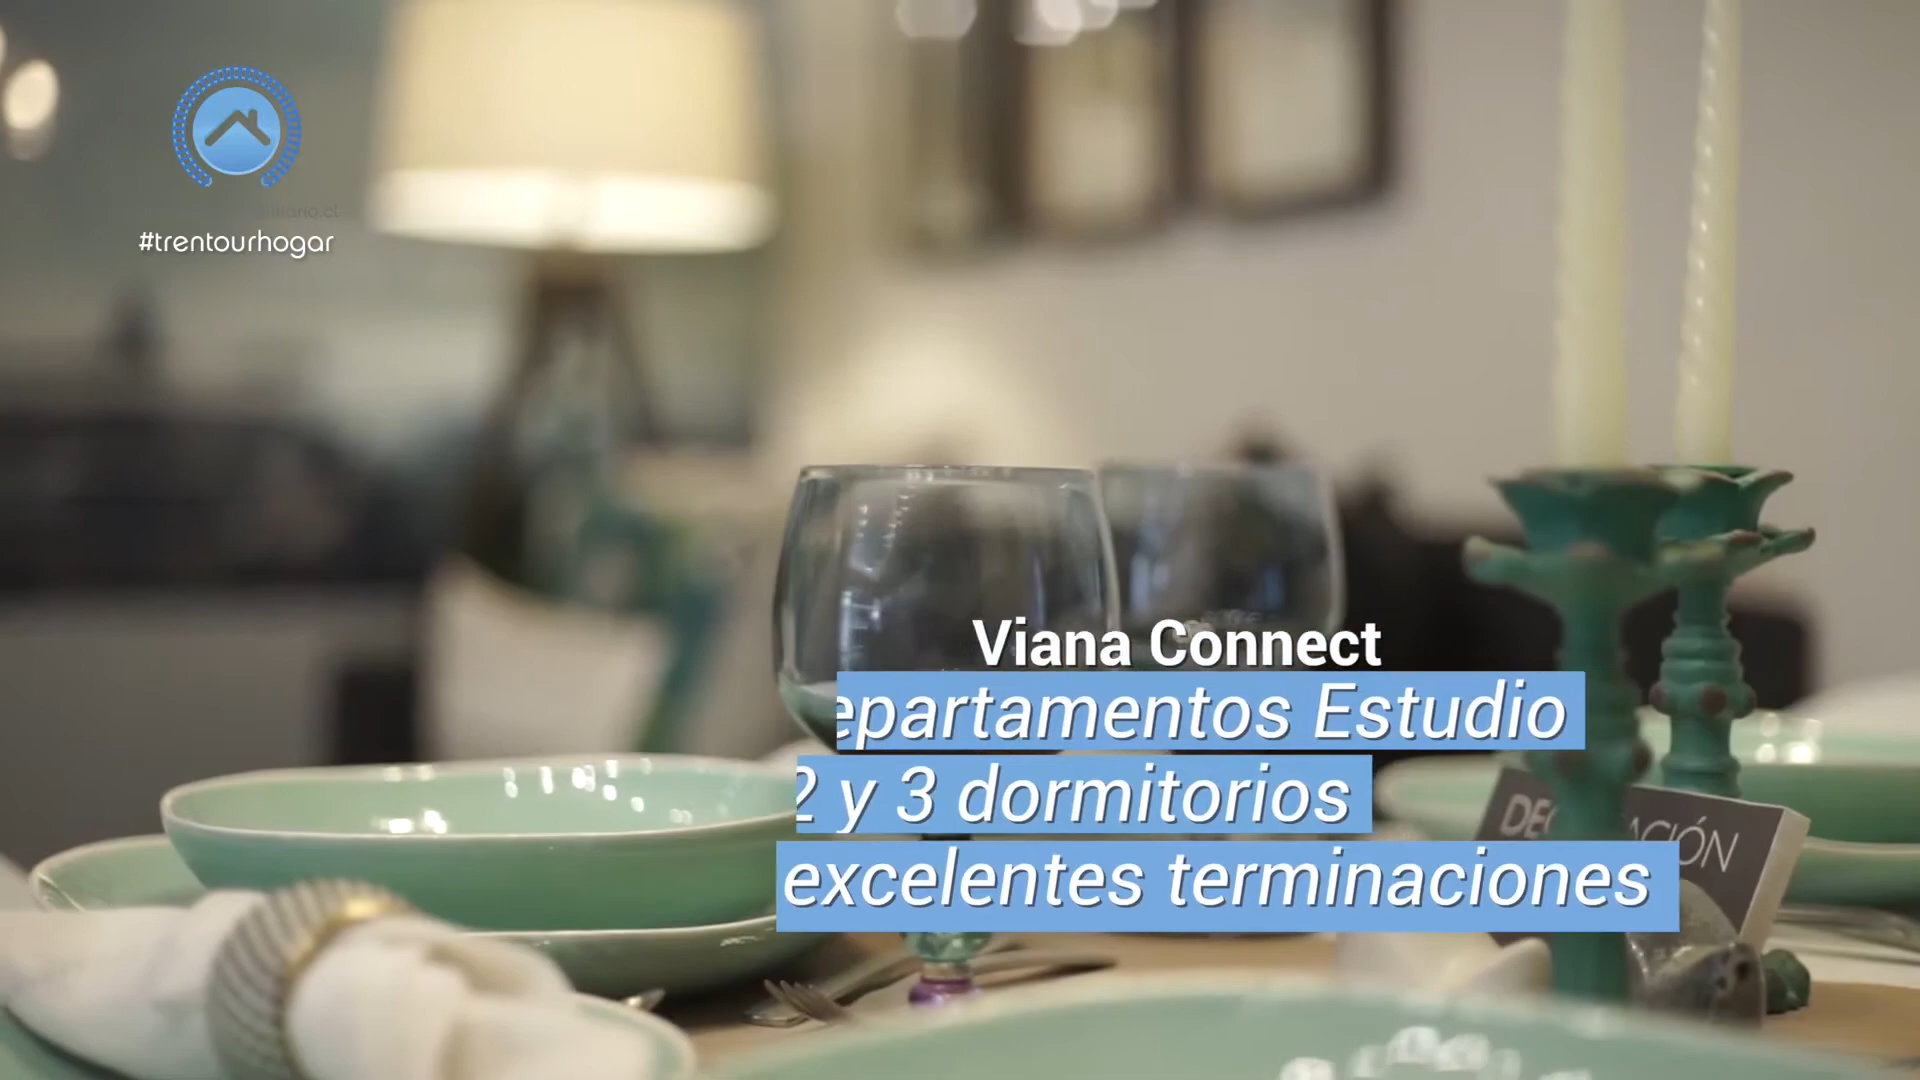 #trentourhogar
Viana Connect
epartamentos Estudio
2 y 3 dormitorios
excelentes terminaciones